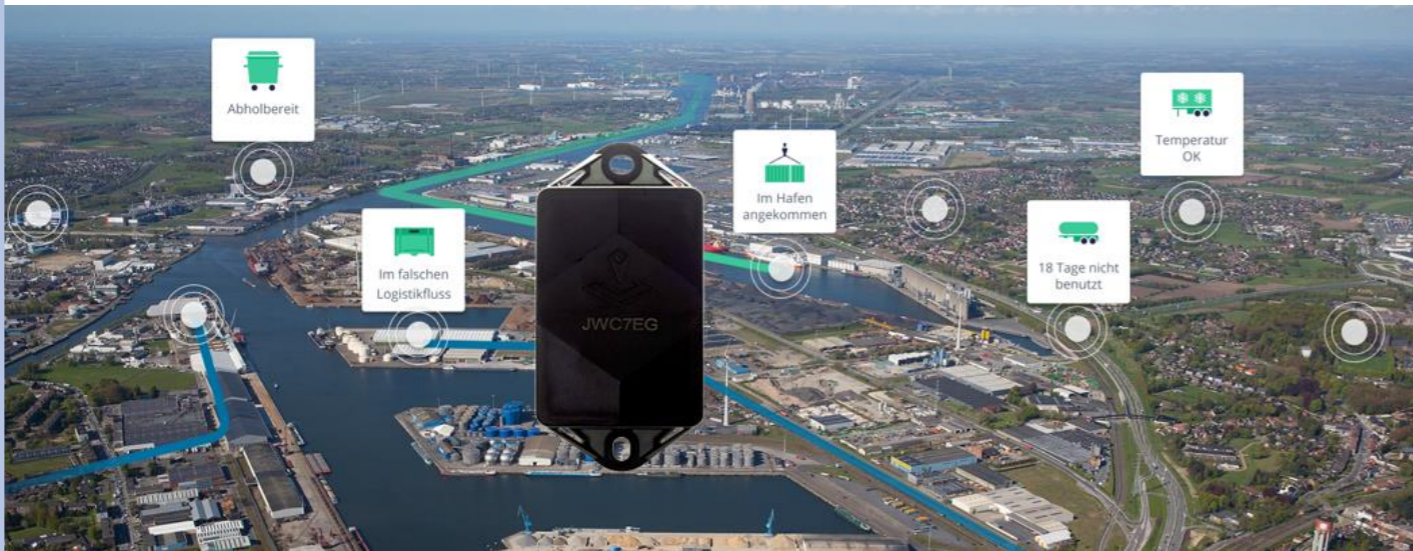 Abholbereit
Temperatur
OK
Im Hafen
angekommen
Im falschen
Logistikfluss
18 Tage nicht
benutzt
JWC7EG